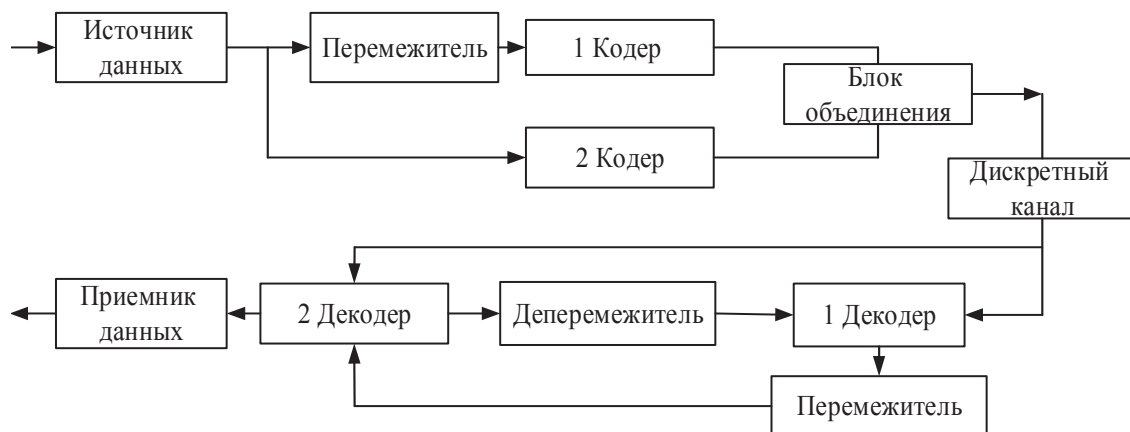 Источник
данных
Перемежитель
1 Кодер
Блок
объединения
2 Кодер
Дискретный
канал
Приемник
данных
2 Декодер
Деперемежитель
1 Декодер
Перемежитель